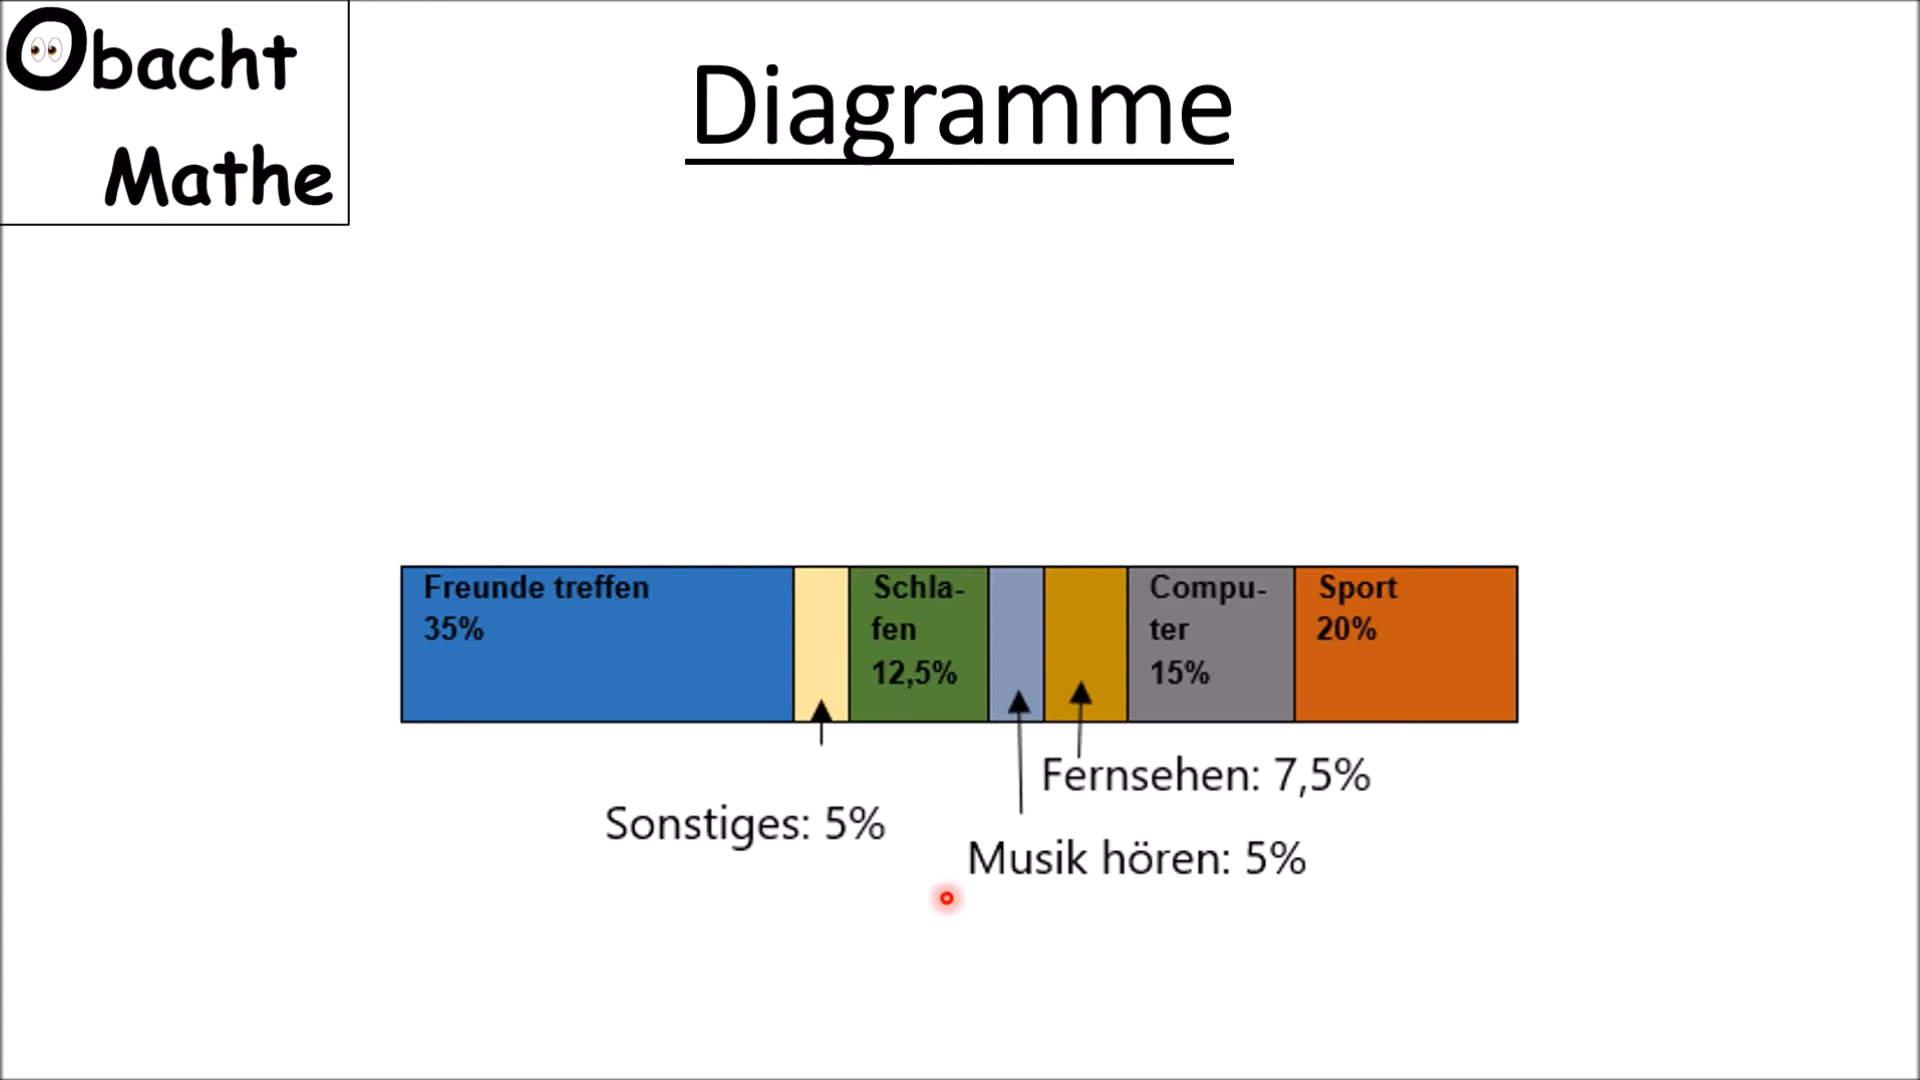 Obacht
Mathe
Diagramme
Freunde treffen
35%
Schla-
fen
12,5%
Compu-
ter
15%
Sport
20%
Fernsehen: 7,5%
Sonstiges: 5%
Musik hören: 5%